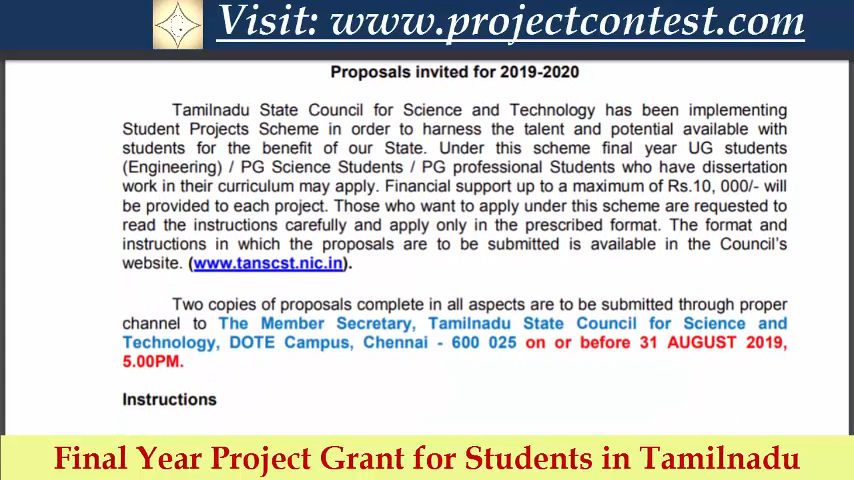 Visit: www.projectcontest.com
Proposals invited for 2019-2020
Tamilnadu State Council for Science and Technology has been implementing
Student Projects Scheme in order to harness the talent and potential available with
students for the benefit of our State. Under this scheme final year UG students
(Engineering) / PG Science Students / PG professional Students who have dissertation
work in their curriculum may apply. Financial support up to a maximum of Rs.10, 000/- will
be provided to each project. Those who want to apply under this scheme are requested to
read the instructions carefully and apply only in the prescribed format. The format and
instructions in which the proposals are to be submitted is available in the Council's
website. (www.tanscst.nic.in).
Two copies of proposals complete in all aspects are to be submitted through proper
channel to The Member Secretary, Tamilnadu State Council for Science and
Technology, DOTE Campus, Chennai - 600 025 on or before 31 AUGUST 2019,
5.00PM.
Instructions
Final Year Project Grant for Students in Tamilnadu